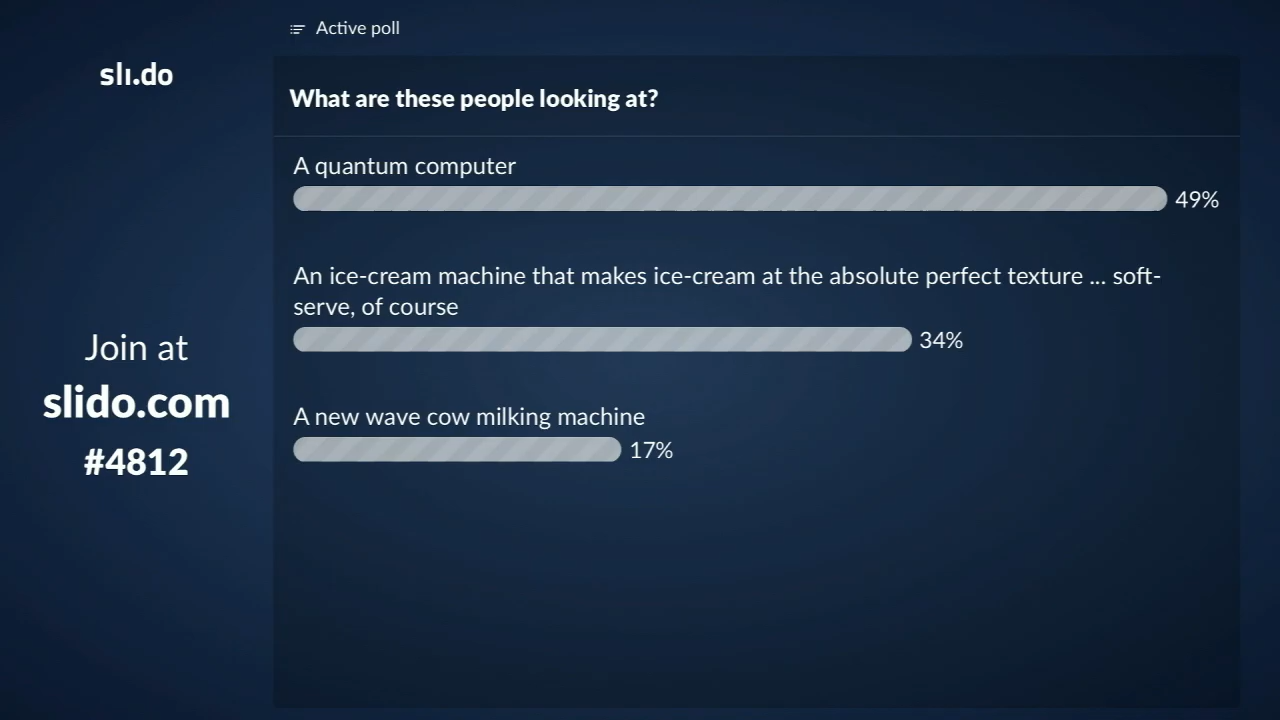 Active poll
sli.do
What are these people looking at?
A quantum computer
49%
An ice-cream machine that makes ice-cream at the absolute perfect texture ... soft-
serve, of course
34%
A new wave cow milking machine
17%
Join at
slido.com
#4812